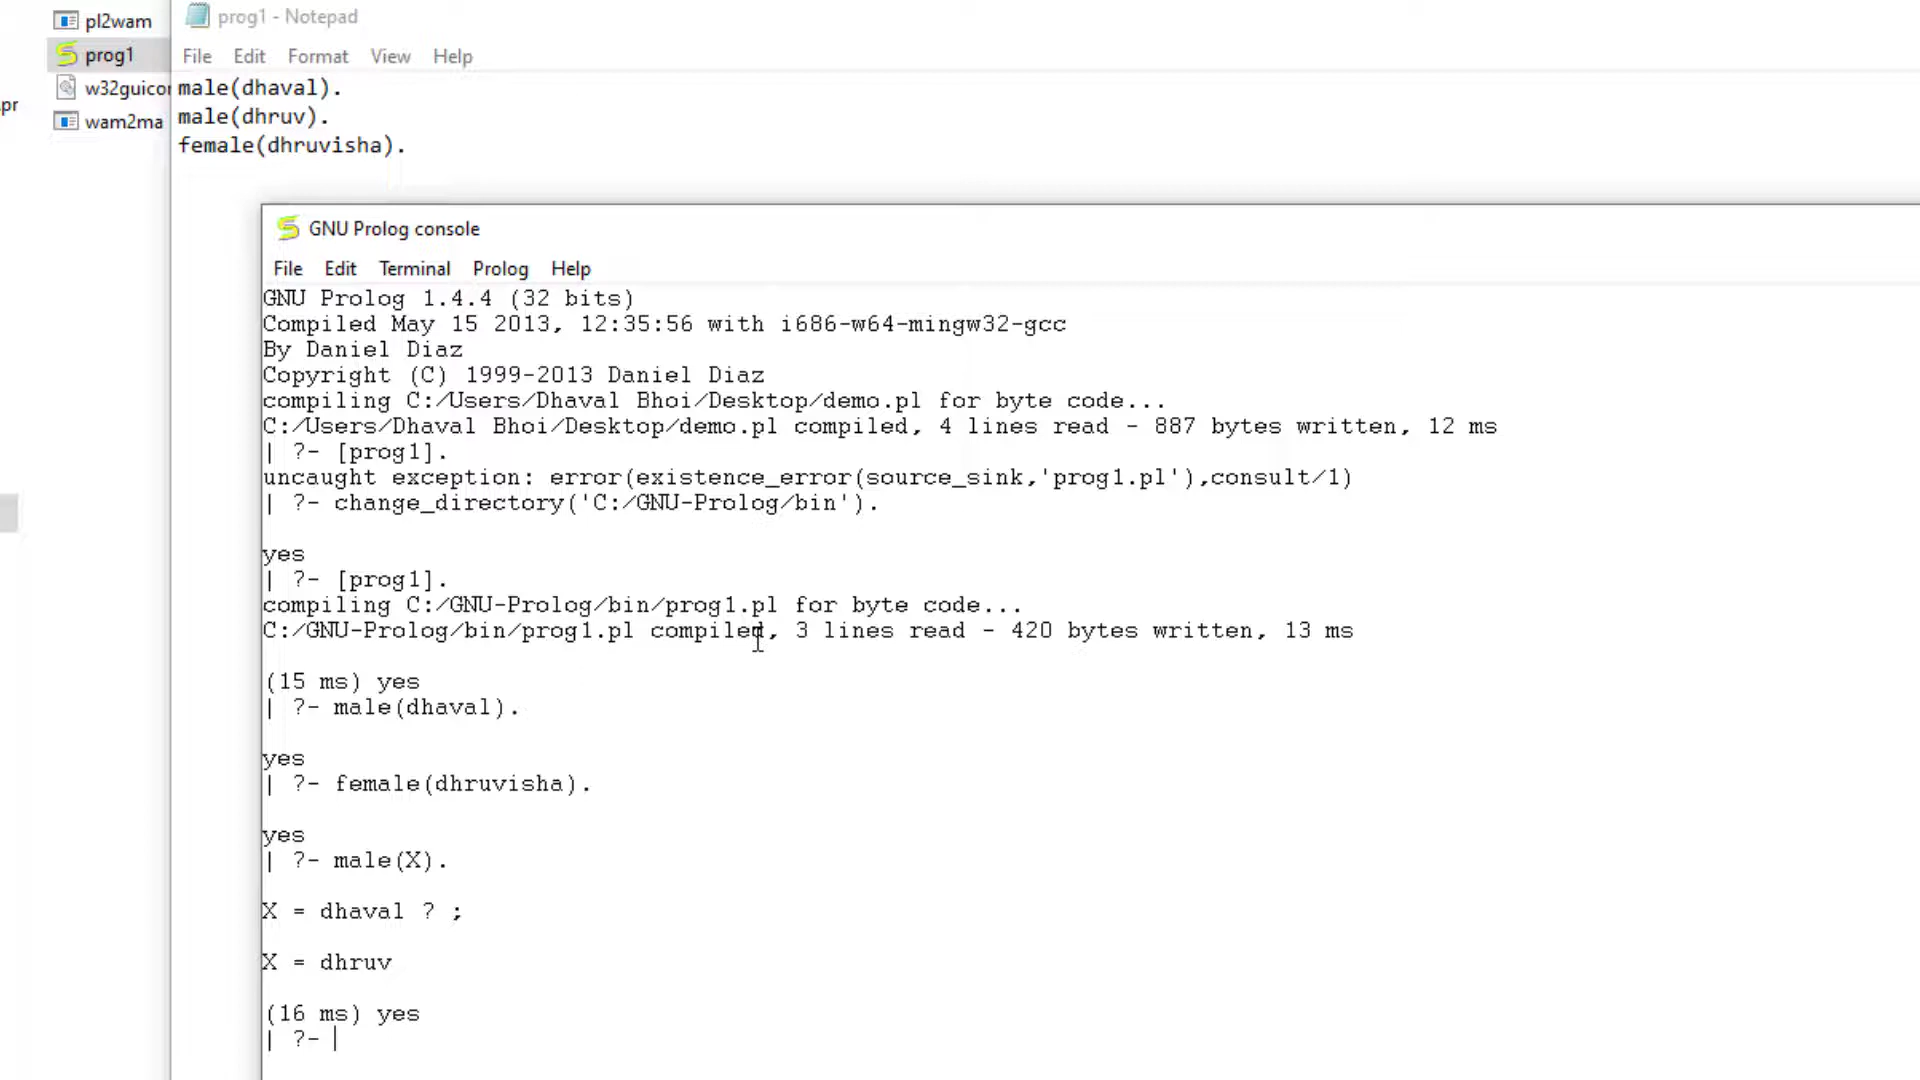 pl2wam
prog1
w32guicor
wam2ma
pr
prog1 - Notepad
File Edit Format View Help
male(dhaval).
male(dhruv).
female(dhruvisha).
GNU Prolog console
File Edit Terminal Prolog Help
GNU Prolog 1.4.4 (32 bits)
Compiled May 15 2013, 12:35:56 with i686-w64-mingw32-gcc
By Daniel Diaz
Copyright (C) 1999-2013 Daniel Diaz
compiling C:/Users/Dhaval Bhoi/Desktop/demo.pl for byte code...
C:/Users/Dhaval Bhoi/Desktop/demo.pl compiled, 4 lines read - 887 bytes written, 12 ms
| ?- [prog1].
uncaught exception: error(existence_error(source_sink,'prog1.pl'),consult/1)
| ?- change_directory('C:/GNU-Prolog/bin').
yes
| ?- [prog1].
compiling C:/GNU-Prolog/bin/prog1.pl for byte code...
C:/GNU-Prolog/bin/prog1.pl compiled, 3 lines read - 420 bytes written, 13 ms
(15 ms) yes
| ?- male(dhaval).
yes
| ?- female(dhruvisha).
yes
| ?- male(X).
X = dhaval ? ;
X = dhruv
(16 ms) yes
| ?-